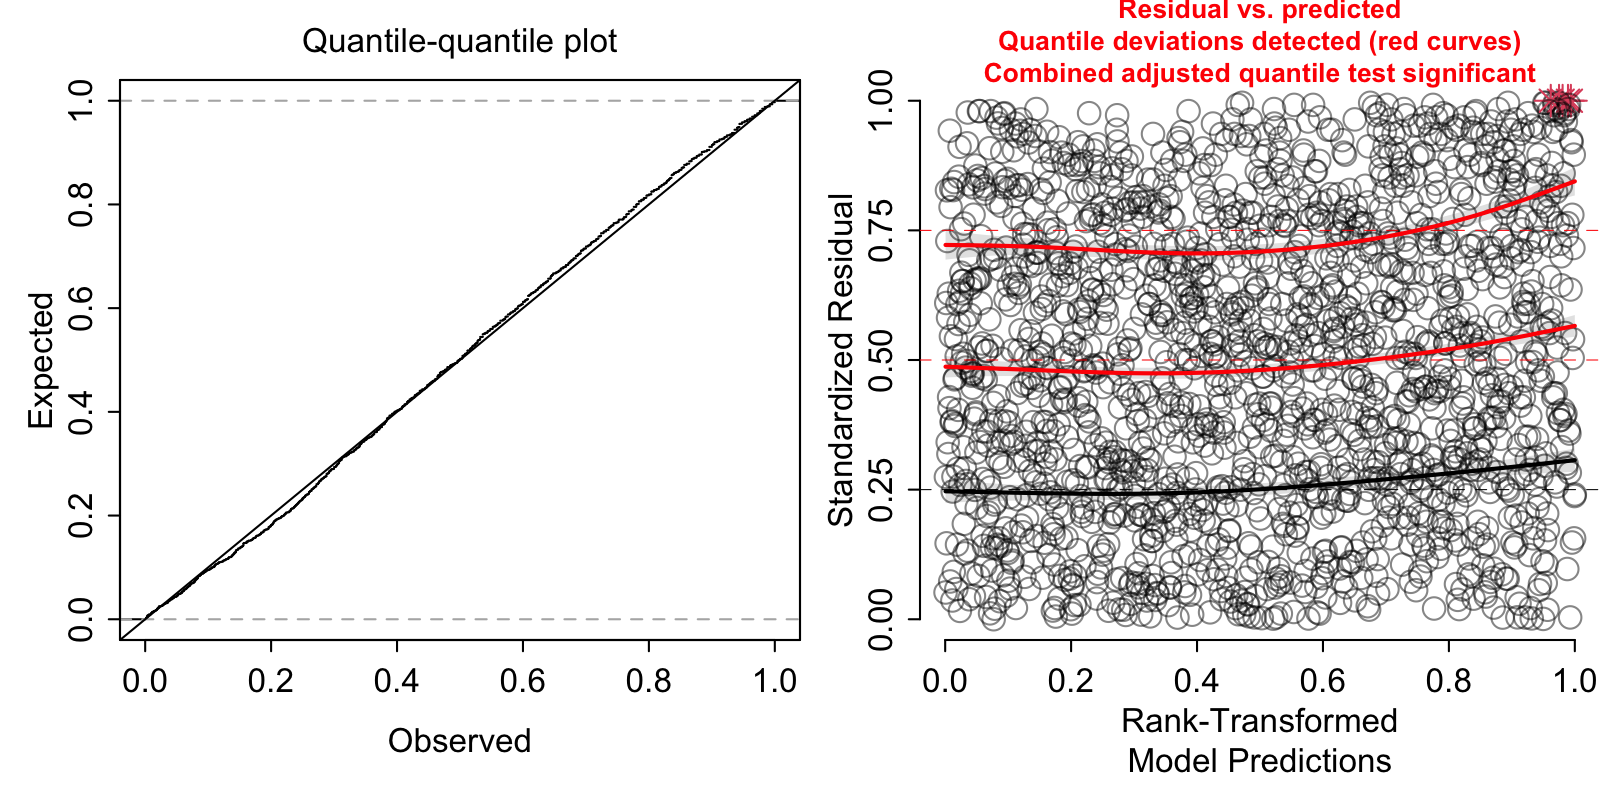 Quantile-quantile plot
Expected
0.0 0.2 0.4 0.6 0.8 1.0
0.0 0.2 0.4 0.6 0.8 1.0
Observed
Residual vs. predicted
Quantile deviations detected (red curves)
Combined adjusted quantile test significant
Standardized Residual
0.00 0.25 0.50 0.75 1.00
0.0 0.2 0.4 0.6 0.8 1.0
Rank-Transformed
Model Predictions